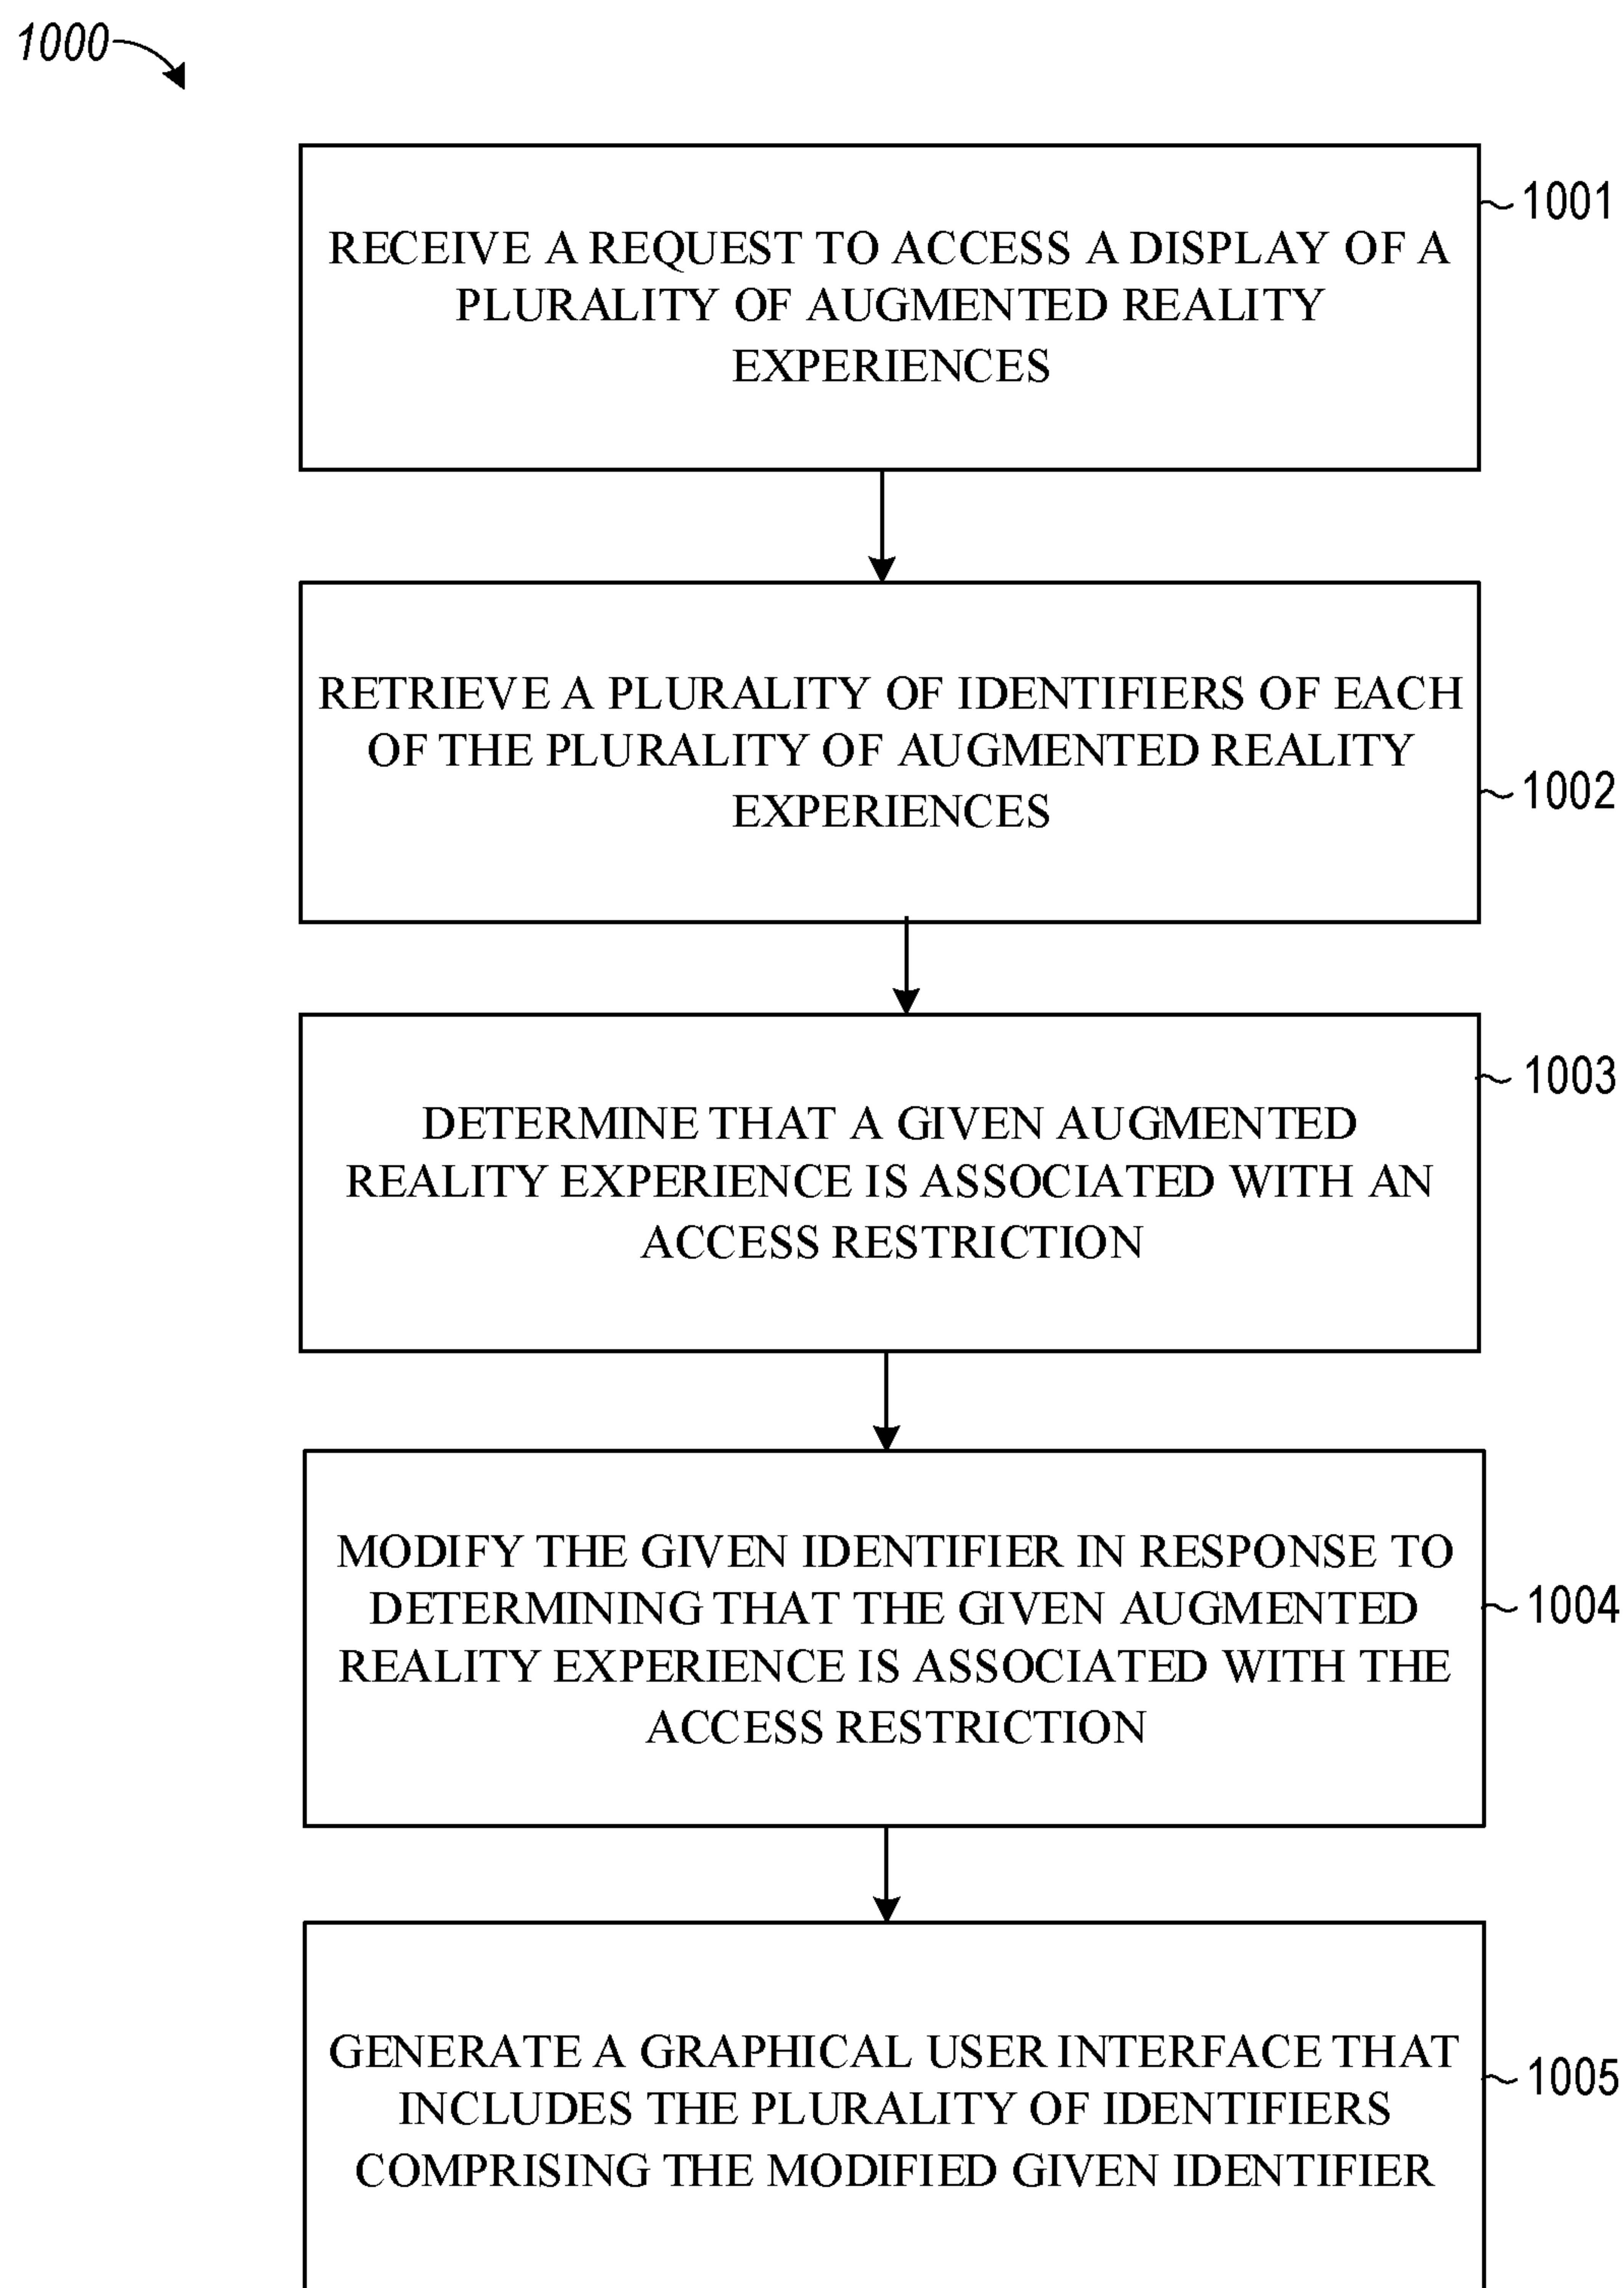 1000
RECEIVE A REQUEST TO ACCESS A DISPLAY OF A
PLURALITY OF AUGMENTED REALITY
EXPERIENCES
1001
RETRIEVE A PLURALITY OF IDENTIFIERS OF EACH
OF THE PLURALITY OF AUGMENTED REALITY
EXPERIENCES
1002
DETERMINE THAT A GIVEN AUGMENTED
REALITY EXPERIENCE IS ASSOCIATED WITH AN
ACCESS RESTRICTION
1003
MODIFY THE GIVEN IDENTIFIER IN RESPONSE TO
DETERMINING THAT THE GIVEN AUGMENTED
REALITY EXPERIENCE IS ASSOCIATED WITH THE
ACCESS RESTRICTION
1004
GENERATE A GRAPHICAL USER INTERFACE THAT
INCLUDES THE PLURALITY OF IDENTIFIERS
COMPRISING THE MODIFIED GIVEN IDENTIFIER
1005